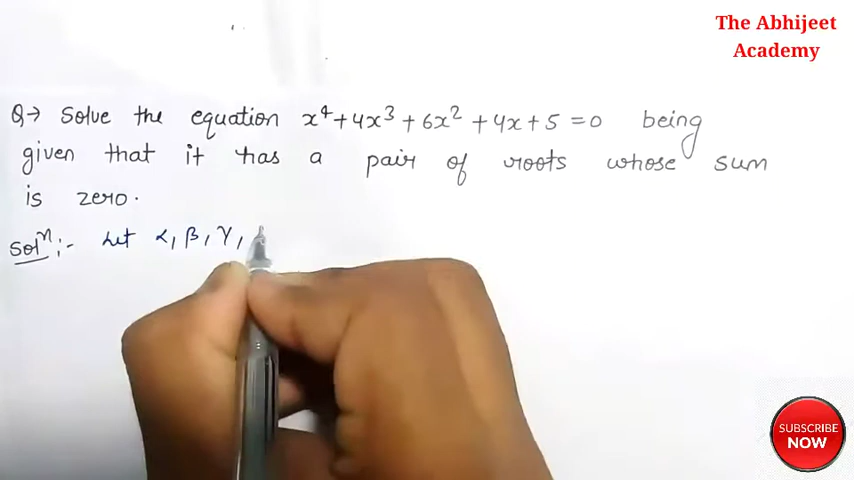 The Abhijeet
Academy
Q→ Solve the equation x⁴+4x³+6x²+4x+5=0 being
given that it has a pair of roots whose sum
is zero.
Solⁿ:- Let α, β, γ,
SUBSCRIBE
NOW